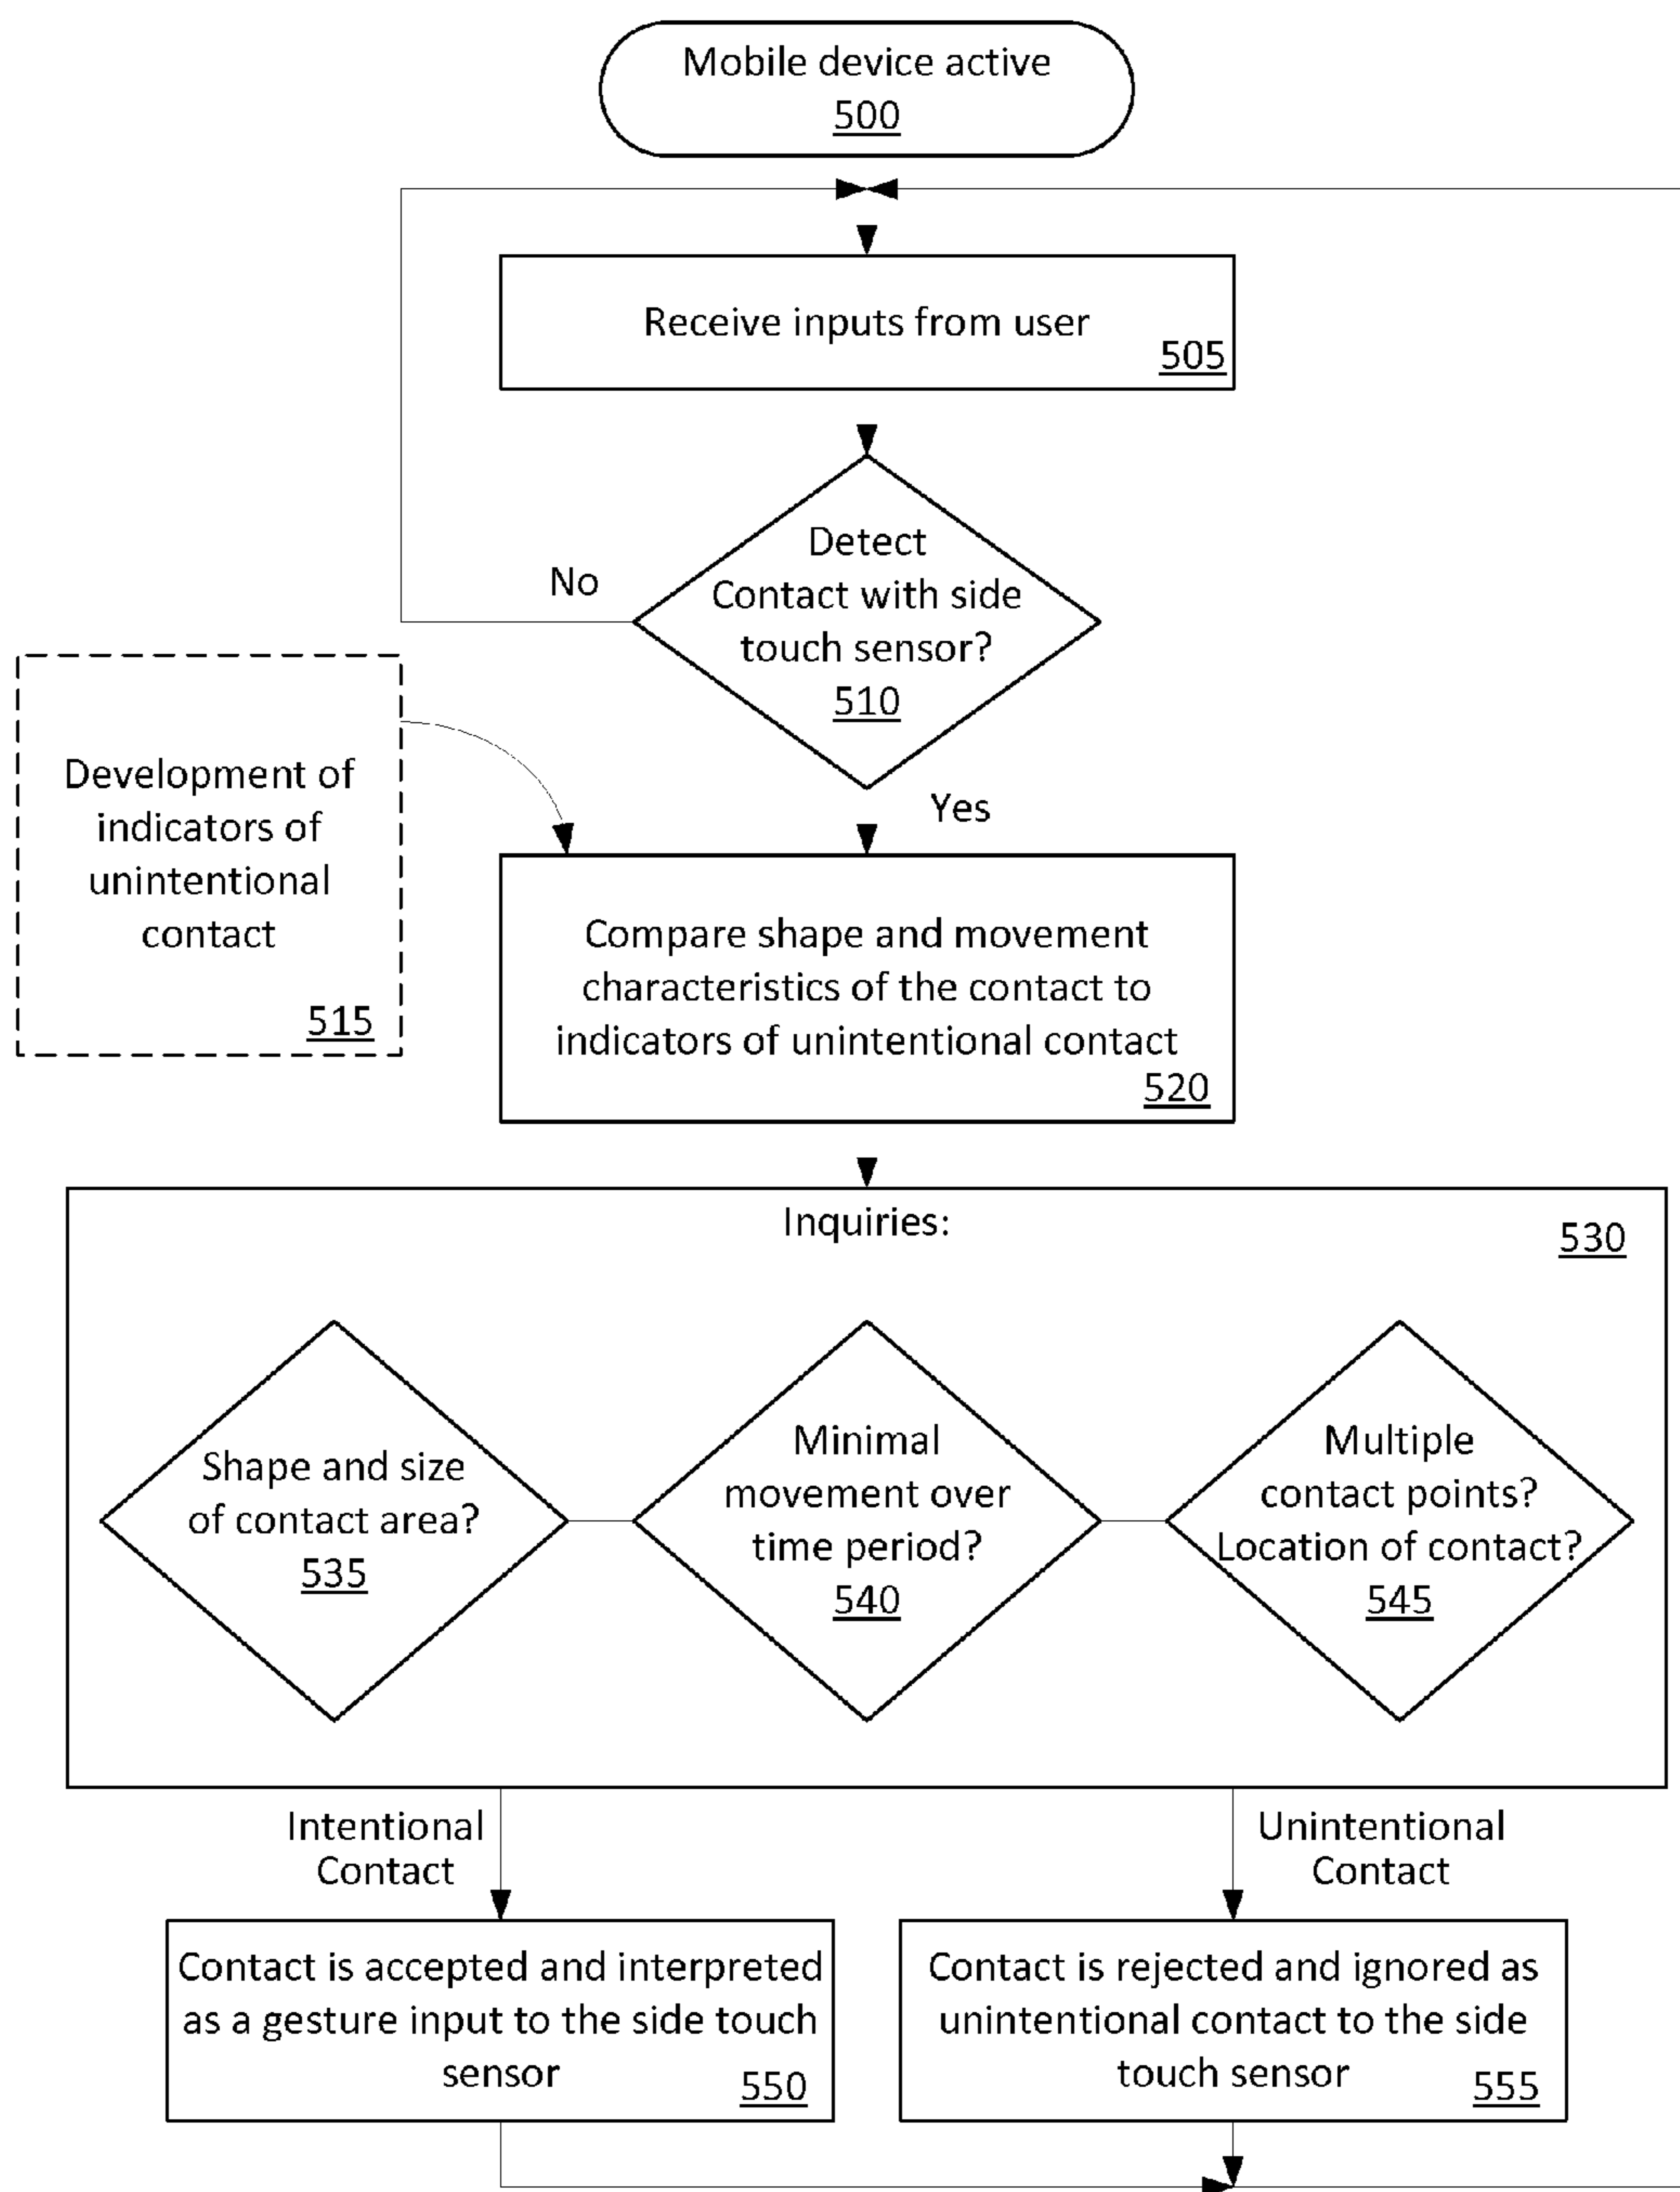 Mobile device active
500
Receive inputs from user
505
Detect
Contact with side
touch sensor?
510
No
Yes
Development of
indicators of
unintentional
contact
515
Compare shape and movement
characteristics of the contact to
indicators of unintentional contact
520
Inquiries:
530
Shape and size
of contact area?
535
Minimal
movement over
time period?
540
Multiple
contact points?
Location of contact?
545
Intentional
Contact
Unintentional
Contact
Contact is accepted and interpreted
as a gesture input to the side touch
sensor
550
Contact is rejected and ignored as
unintentional contact to the side
touch sensor
555